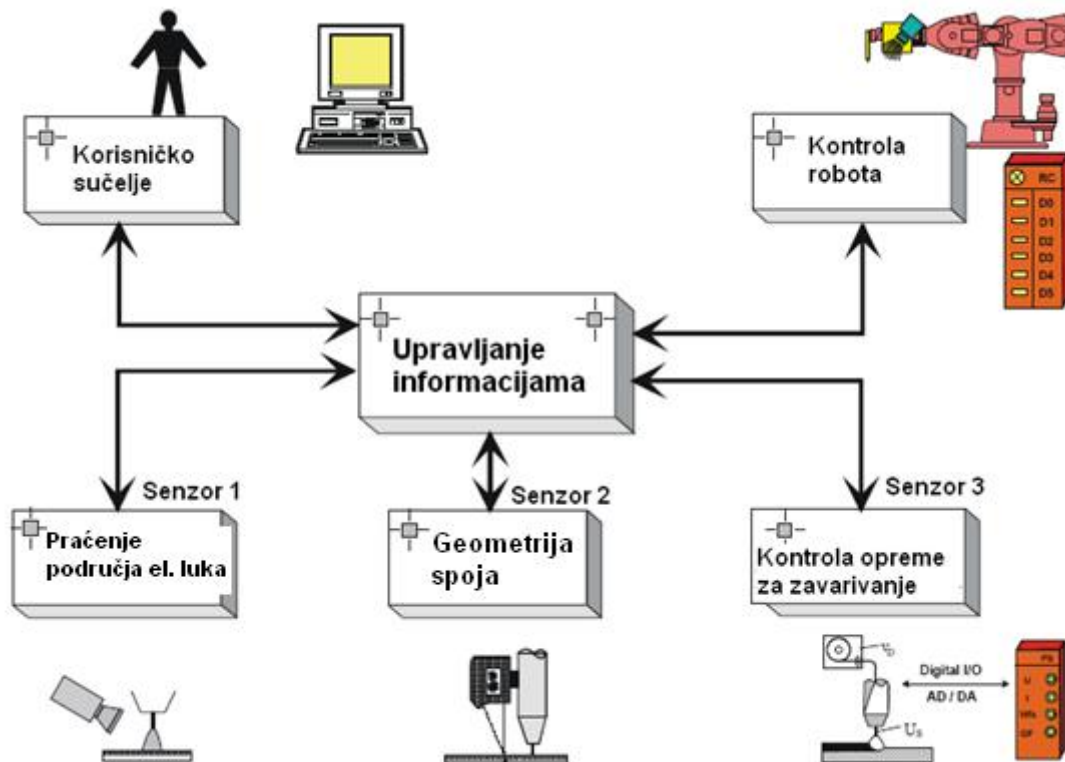 Korisničko
sučelje
Kontrola
robota
RC
D0
D1
D2
D3
D4
D5
Upravljanje
informacijama
Senzor 1
Praćenje
područja el. luka
Senzor 2
Geometrija
spoja
Senzor 3
Kontrola opreme
za zavarivanje
Digital I/O
AD / DA
U
I